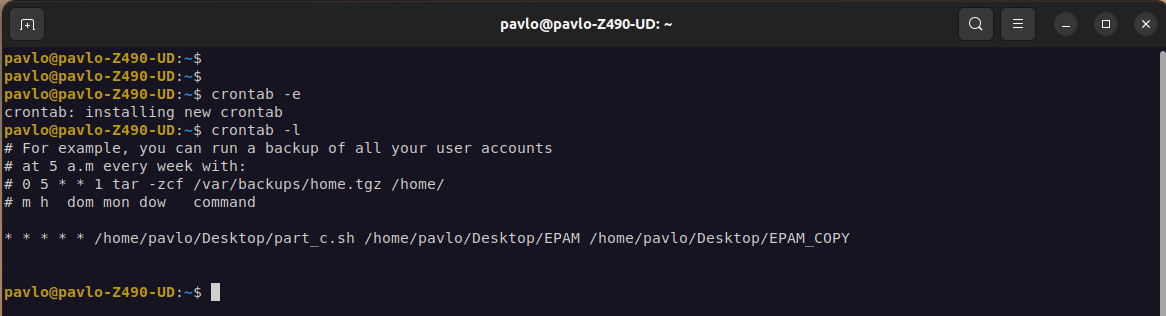 pavlo@pavlo-Z490-UD: ~
pavlo@pavlo-Z490-UD:~$
pavlo@pavlo-Z490-UD:~$
pavlo@pavlo-Z490-UD:~$ crontab -e
crontab: installing new crontab
pavlo@pavlo-Z490-UD:~$ crontab -l
# For example, you can run a backup of all your user accounts
# at 5 a.m every week with:
# 0 5 * * 1 tar -zcf /var/backups/home.tgz /home/
# m h  dom mon dow   command
* * * * * /home/pavlo/Desktop/part_c.sh /home/pavlo/Desktop/EPAM /home/pavlo/Desktop/EPAM_COPY
pavlo@pavlo-Z490-UD:~$